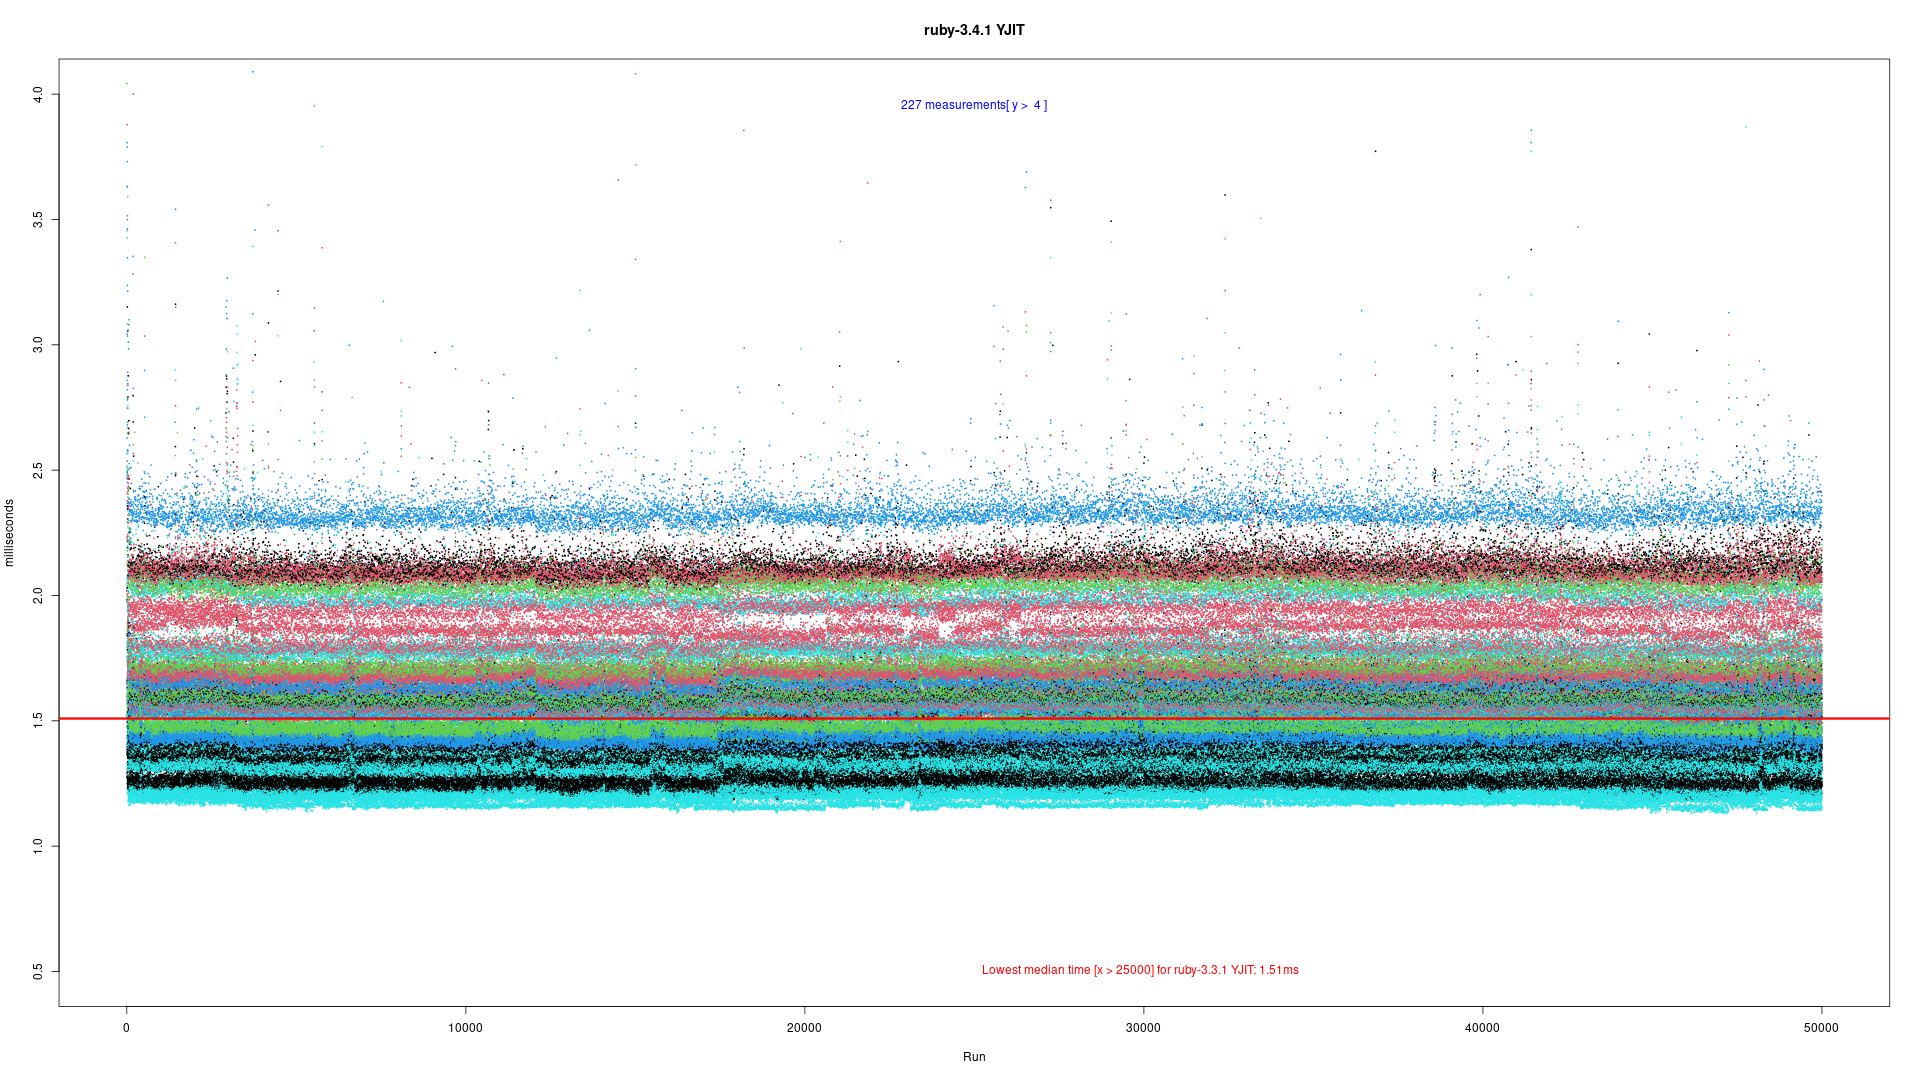 ruby-3.4.1 YJIT
227 measurements[ y > 4 ]
milliseconds
4.0
3.5
3.0
2.5
2.0
1.5
1.0
0.5
Lowest median time [x > 25000] for ruby-3.3.1 YJIT: 1.51ms
0 10000 20000 30000 40000 50000
Run